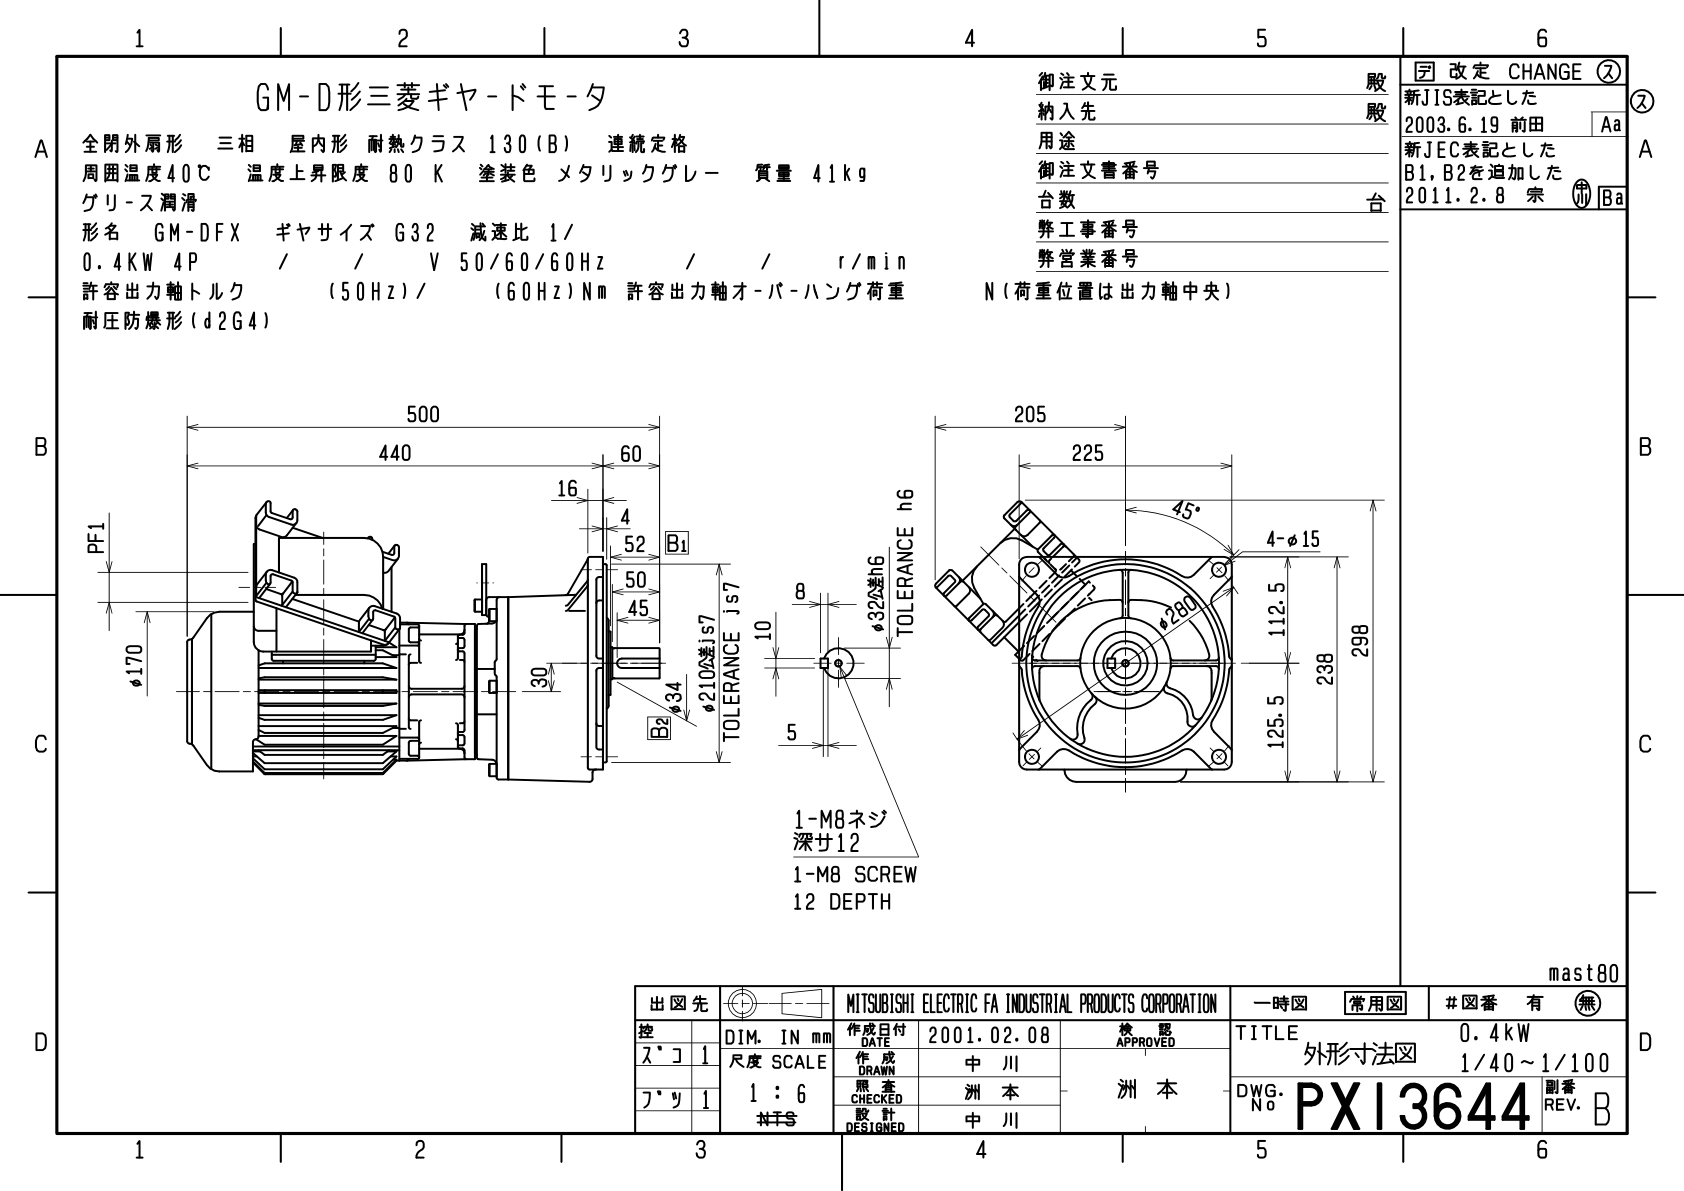 1 2 3 4 5 6
GM-D形三菱ギヤードモータ
全閉外扇形 三相 屋内形 耐熱クラス 130(B) 連続定格
周囲温度40℃ 温度上昇限度 80 K 塗装色 メタリックグレー 質量 41kg
グリース潤滑
形名 GM-DFX ギヤサイズ G32 減速比 1/
0.4KW 4P / / V 50/60/60Hz / / r/min
許容出力軸トルク (50Hz)/ (60Hz)Nm 許容出力軸オーバーハング荷重 N(荷重位置は出力軸中央)
耐圧防爆形(d2G4)
御注文元 殿
納入先 殿
用途
御注文書番号
台数 台
弊工事番号
弊営業番号
デ 改定 CHANGE ス
新JIS表記とした
2003.6.19 前田 Aa
新JEC表記とした
B1,B2を追加した
2011.2.8 宗 中川 Ba
ス
A A
B B
C C
D D
500
440
60
16
4
52
B1
50
45
PF1
φ170
30
φ34
B2
φ210公差js7
TOLERANCE js7
8
10
5
φ32公差h6
TOLERANCE h6
1-M8ネジ
深サ12
1-M8 SCREW
12 DEPTH
205
225
45°
4-φ15
φ280
112.5
125.5
238
298
mast80
出図先
控
ズコ 1
ブツ 1
DIM. IN mm
尺度 SCALE
1 : 6
NTS
MITSUBISHI ELECTRIC FA INDUSTRIAL PRODUCTS CORPORATION
作成日付 DATE 2001.02.08
作成 DRAWN 中川
照査 CHECKED 洲本
設計 DESIGNED 中川
検認 APPROVED
洲本
一時図 常用図 #図番 有 無
TITLE 0.4kW
外形寸法図 1/40~1/100
DWG. No PX13644
副番 REV. B
1 2 3 4 5 6